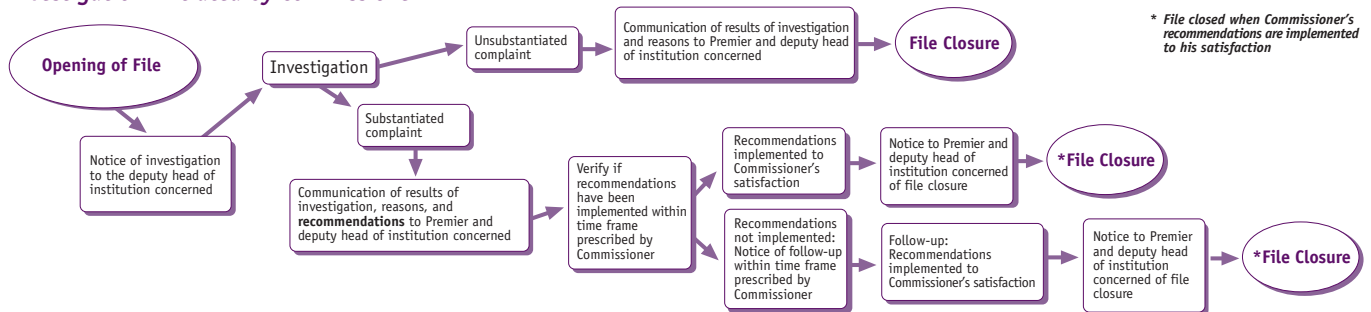 Opening of File
Notice of investigation
to the deputy head of
institution concerned
Investigation
Unsubstantiated
complaint
Communication of results of investigation
and reasons to Premier and deputy head
of institution concerned
File Closure
* File closed when Commissioner's
recommendations are implemented
to his satisfaction
Substantiated
complaint
Communication of results of
investigation, reasons, and
recommendations to Premier and
deputy head of institution concerned
Verify if
recommendations
have been
implemented within
time frame
prescribed by
Commissioner
Recommendations
implemented to
Commissioner's
satisfaction
Notice to Premier and
deputy head of
institution concerned
of file closure
*File Closure
Recommendations
not implemented:
Notice of follow-up
within time frame
prescribed by
Commissioner
Follow-up:
Recommendations
implemented to
Commissioner's satisfaction
Notice to Premier
and deputy head
of institution
concerned of file
closure
*File Closure